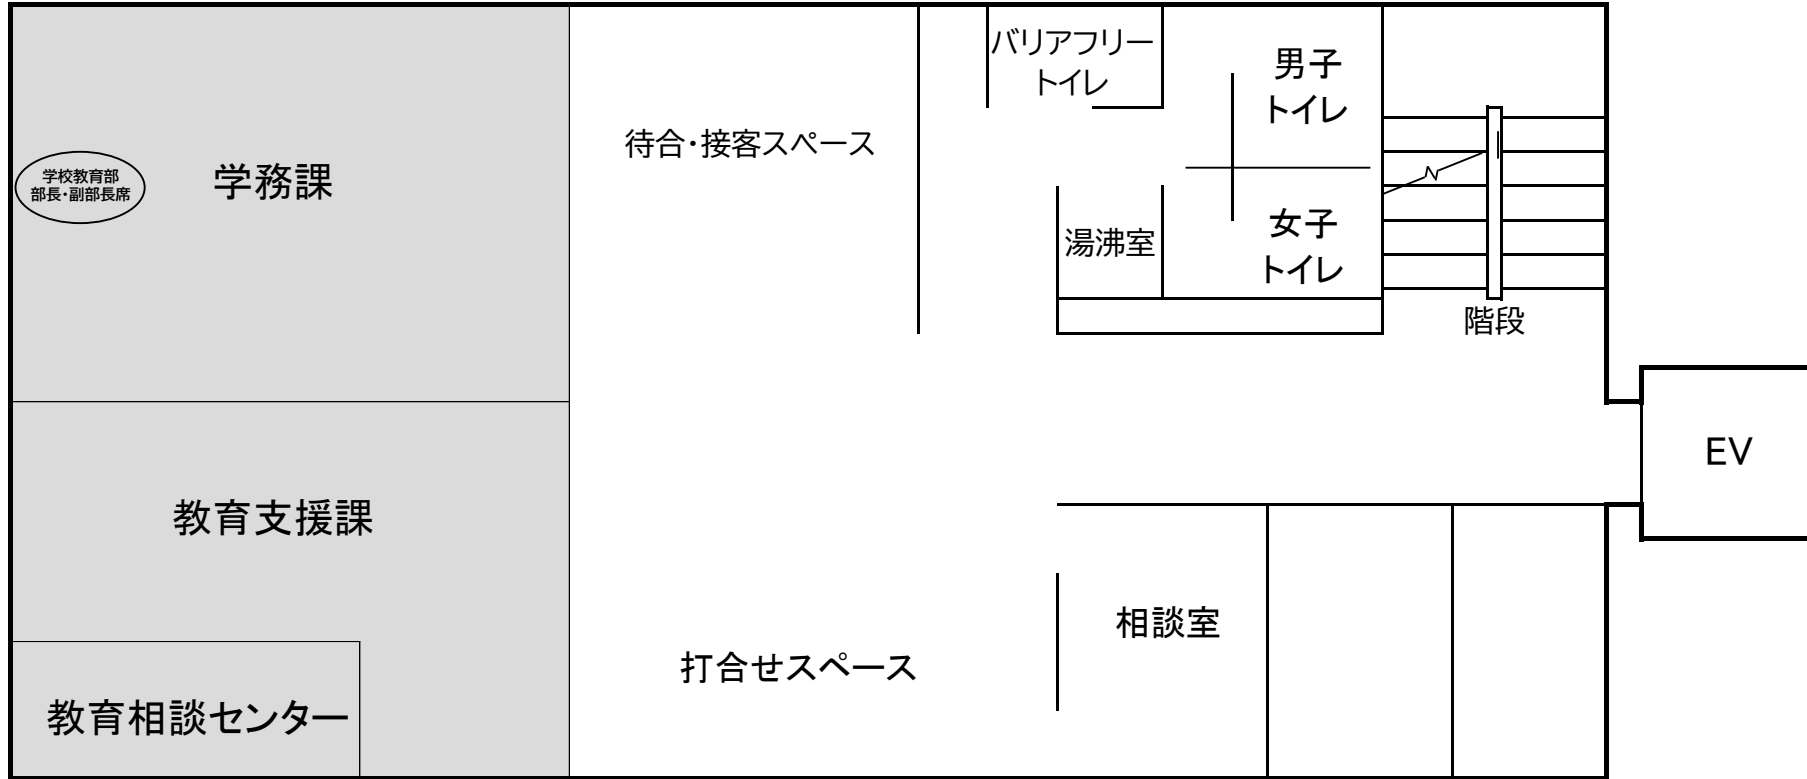 バリアフリー
トイレ
男子
トイレ
待合・接客スペース
学校教育部
部長・副部長席
学務課
湯沸室
女子
トイレ
階段
EV
教育支援課
相談室
打合せスペース
教育相談センター